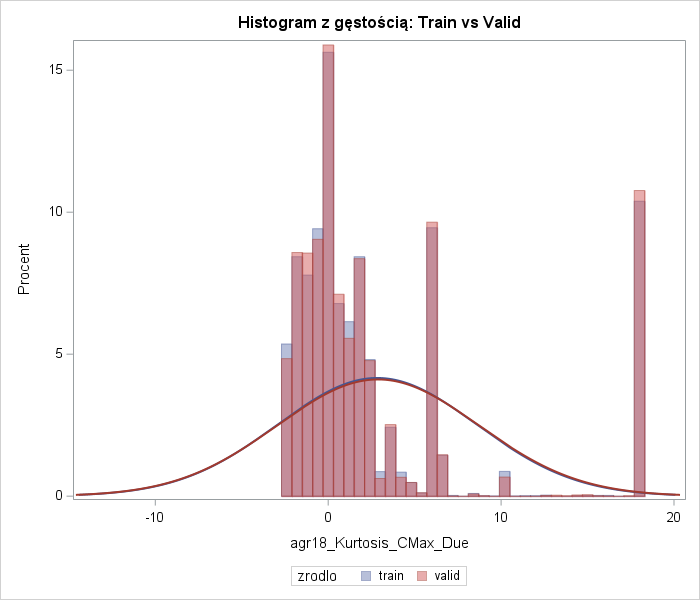 Histogram z gęstością: Train vs Valid
15
10
5
0
Procent
-10
0
10
20
agr18_Kurtosis_CMax_Due
zrodlo train valid